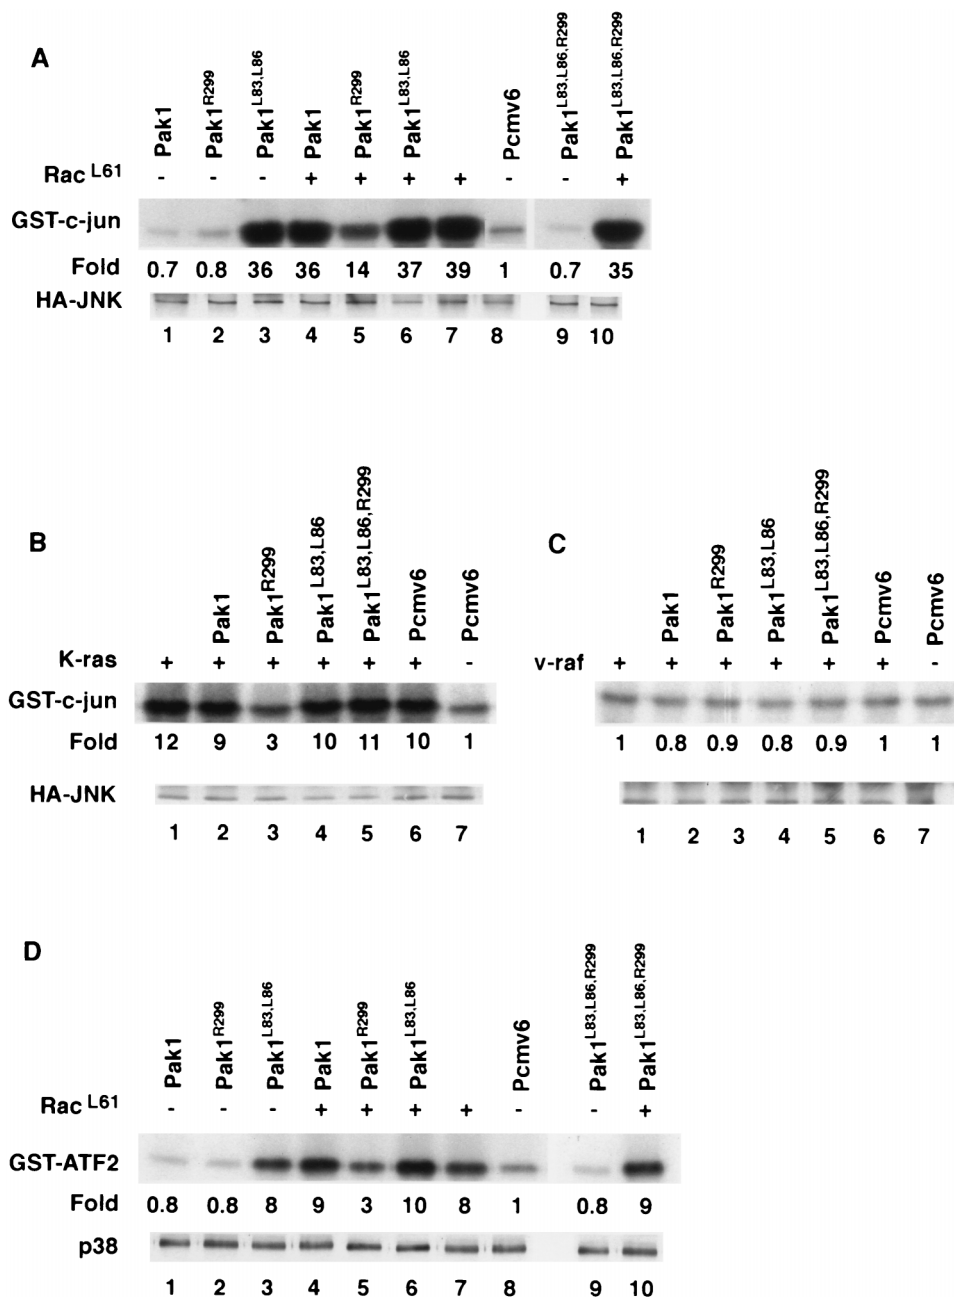 A
Pak1 Pak1R299 Pak1L83,L86 Pak1 Pak1R299 Pak1L83,L86 Pcmv6 Pak1L83,L86,R299 Pak1L83,L86,R299
Rac L61 - - - + + + + - - +
GST-c-jun
Fold 0.7 0.8 36 36 14 37 39 1 0.7 35
HA-JNK
1 2 3 4 5 6 7 8 9 10
B
Pak1 Pak1R299 Pak1L83,L86 Pak1L83,L86,R299 Pcmv6 Pcmv6
K-ras + + + + + + -
GST-c-jun
Fold 12 9 3 10 11 10 1
HA-JNK
1 2 3 4 5 6 7
C
Pak1 Pak1R299 Pak1L83,L86 Pak1L83,L86,R299 Pcmv6 Pcmv6
v-raf + + + + + + -
1 0.8 0.9 0.8 0.9 1 1
1 2 3 4 5 6 7
D
Pak1 Pak1R299 Pak1L83,L86 Pak1 Pak1R299 Pak1L83,L86 Pcmv6 Pak1L83,L86,R299 Pak1L83,L86,R299
Rac L61 - - - + + + + - - +
GST-ATF2
Fold 0.8 0.8 8 9 3 10 8 1 0.8 9
p38
1 2 3 4 5 6 7 8 9 10